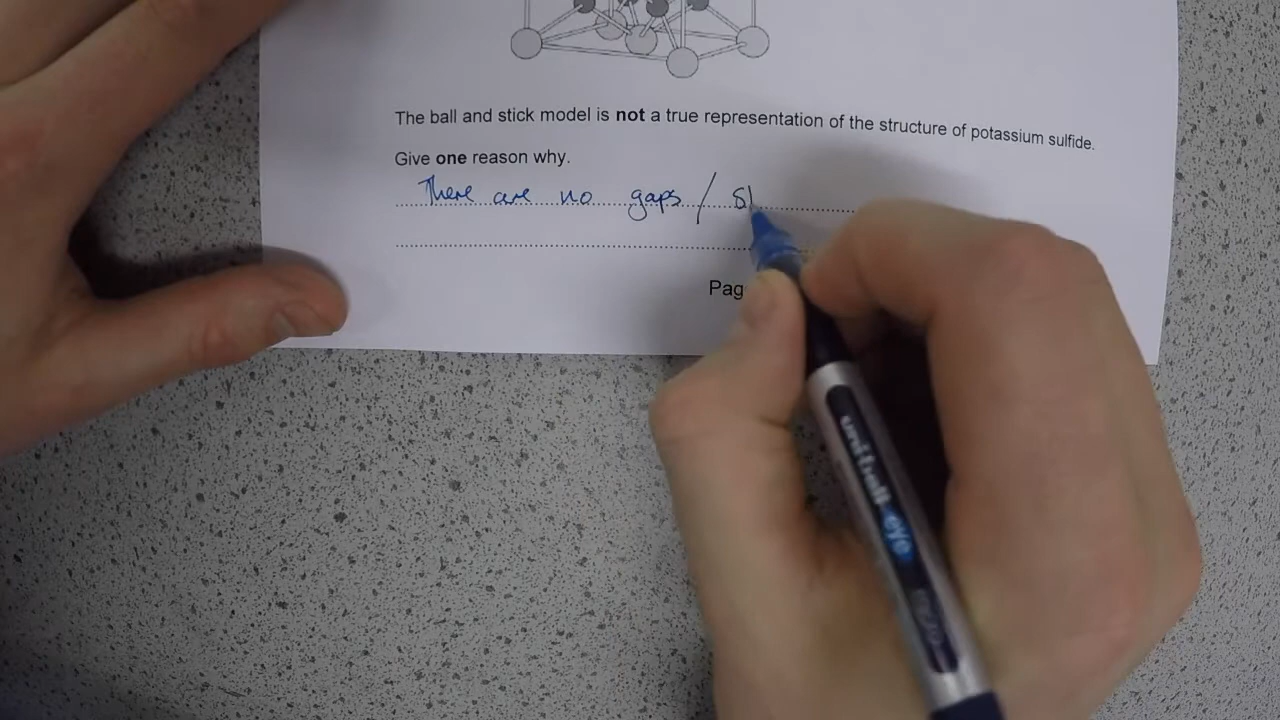 The ball and stick model is not a true representation of the structure of potassium sulfide.
Give one reason why.
There are no gaps /
Pag
uni-ball eye